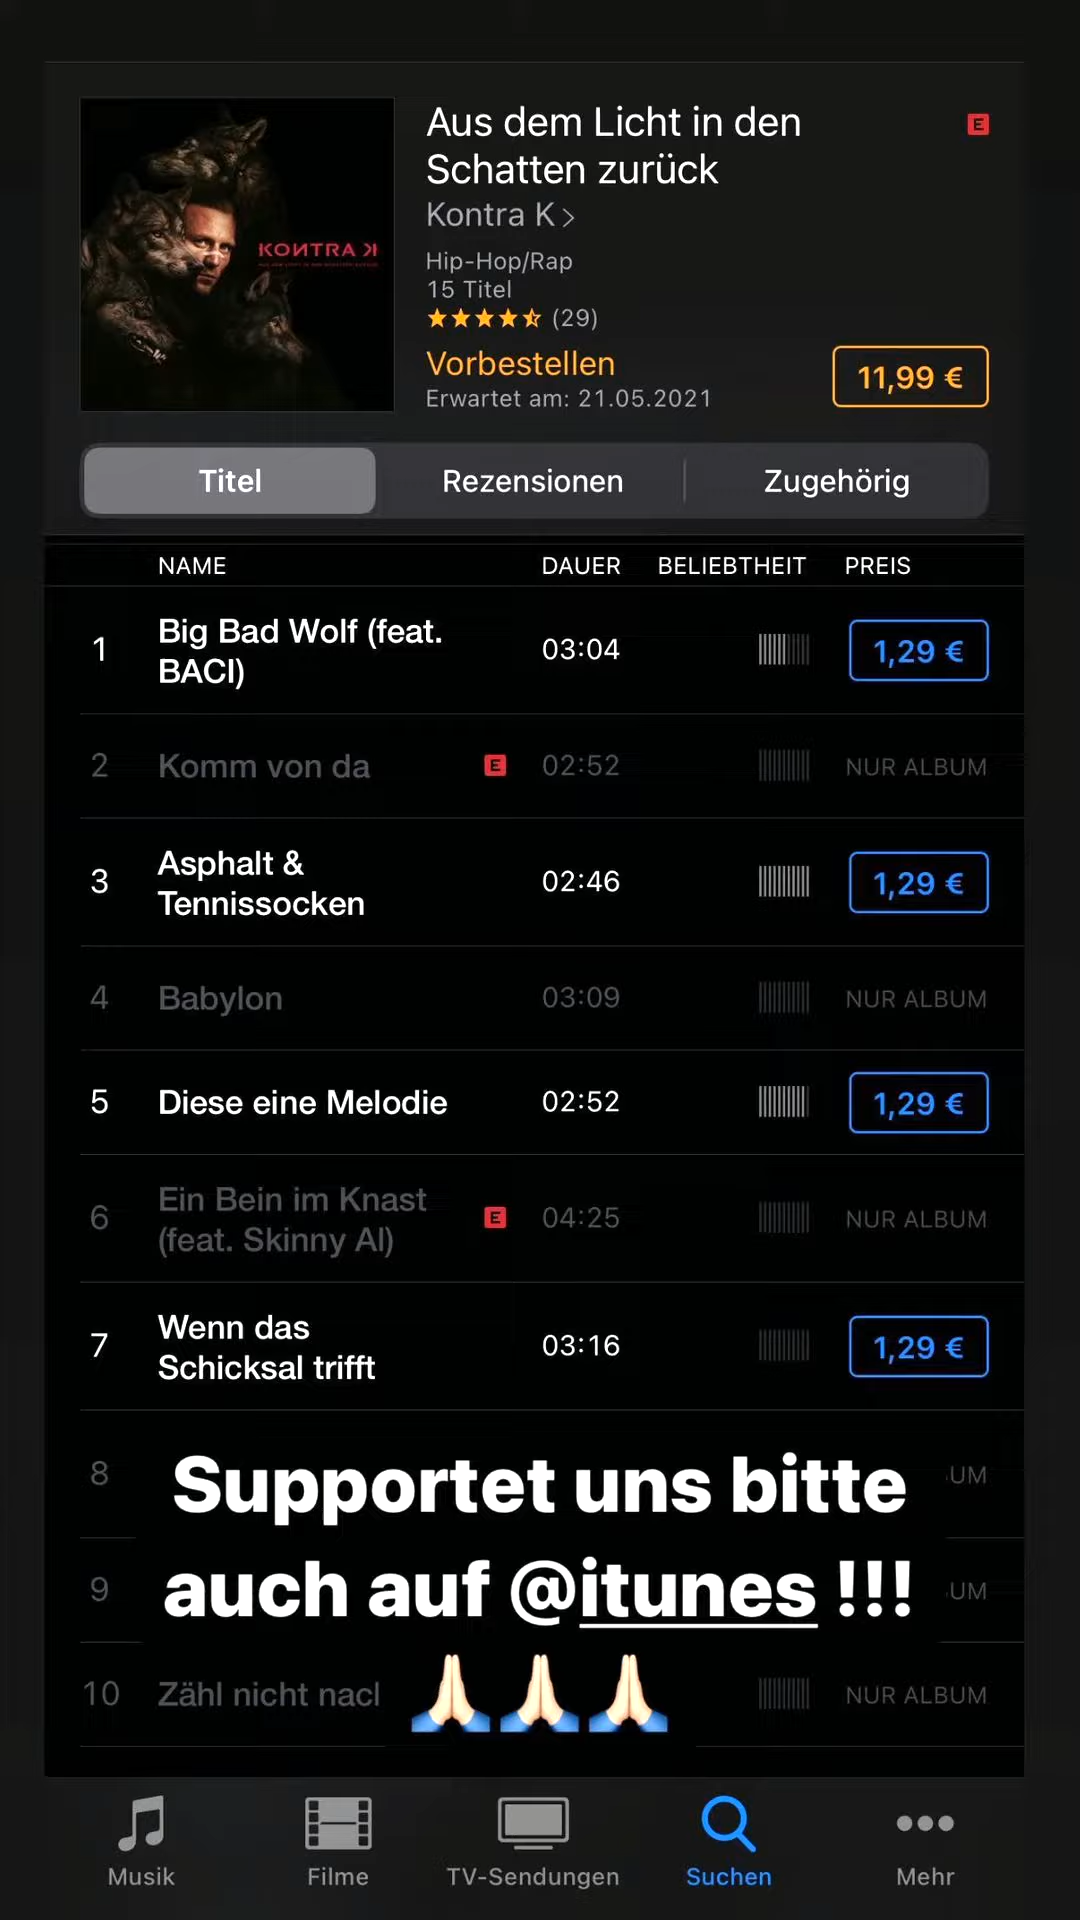 Aus dem Licht in den
Schatten zurück
E
Kontra K >
KONTRA K
Hip-Hop/Rap
15 Titel
(29)
Vorbestellen
11,99 €
Erwartet am: 21.05.2021
Titel Rezensionen Zugehörig
NAME DAUER BELIEBTHEIT PREIS
1 Big Bad Wolf (feat.
BACI) 03:04 1,29 €
2 Komm von da E 02:52 NUR ALBUM
3 Asphalt &
Tennissocken 02:46 1,29 €
4 Babylon 03:09 NUR ALBUM
5 Diese eine Melodie 02:52 1,29 €
6 Ein Bein im Knast
(feat. Skinny Al) E 04:25 NUR ALBUM
7 Wenn das
Schicksal trifft 03:16 1,29 €
8 UM
Supportet uns bitte
9 UM
auch auf @itunes !!!
10 Zähl nicht nacl NUR ALBUM
🙏🏻🙏🏻🙏🏻
Musik Filme TV-Sendungen Suchen Mehr